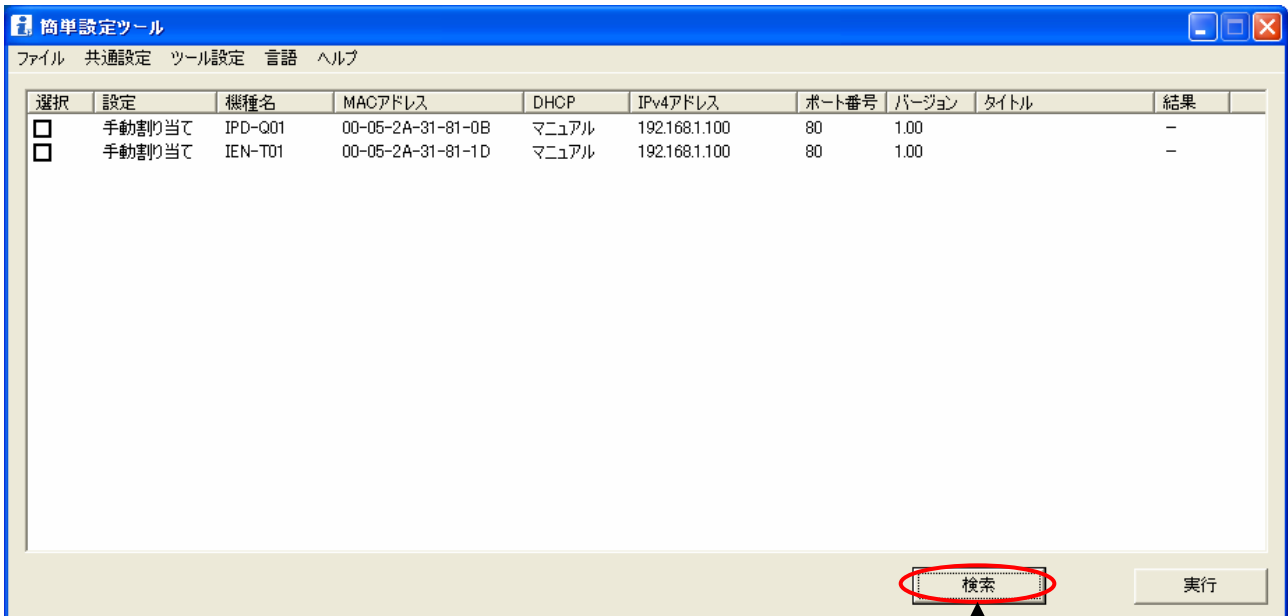 簡単設定ツール
ファイル 共通設定 ツール設定 言語 ヘルプ
選択 設定 機種名 MACアドレス DHCP IPv4アドレス ポート番号 バージョン タイトル 結果
手動割り当て IPD-Q01 00-05-2A-31-81-0B マニュアル 192.168.1.100 80 1.00 －
手動割り当て IEN-T01 00-05-2A-31-81-1D マニュアル 192.168.1.100 80 1.00 －
検索 実行